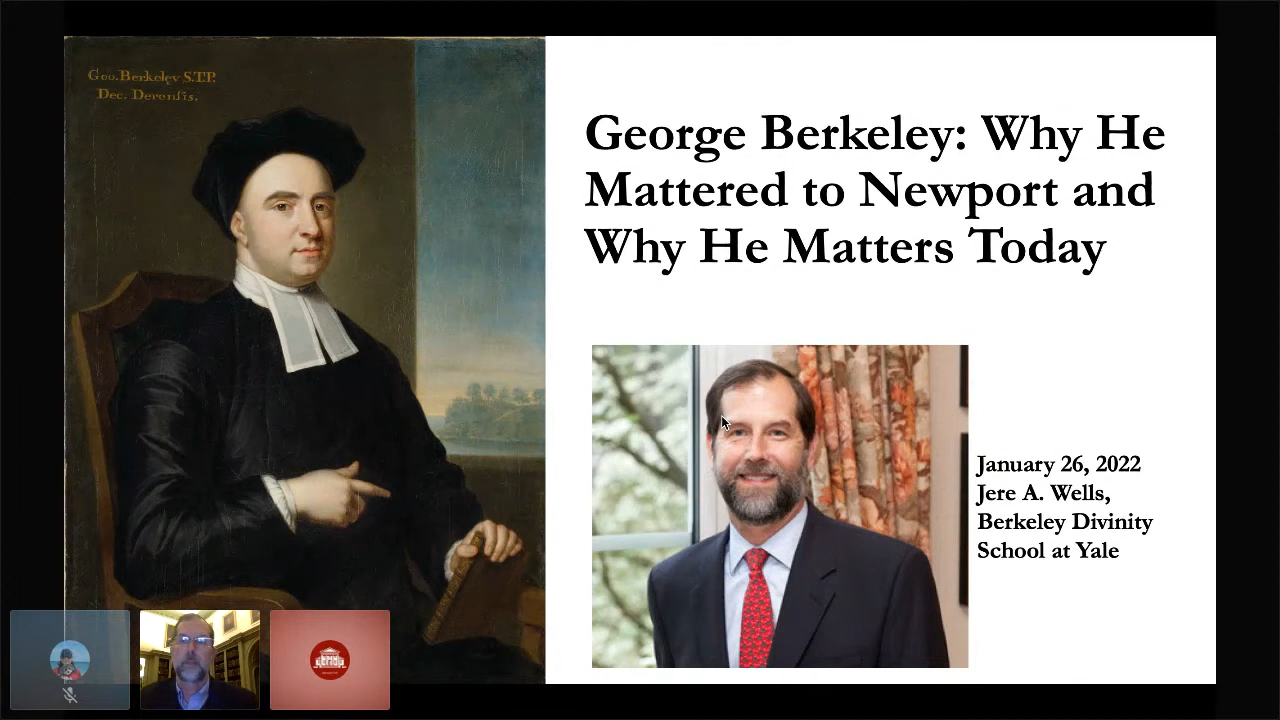 Geo. Berkeley S.T.P.
Dec. Derensis.
George Berkeley: Why He
Mattered to Newport and
Why He Matters Today
January 26, 2022
Jere A. Wells,
Berkeley Divinity
School at Yale